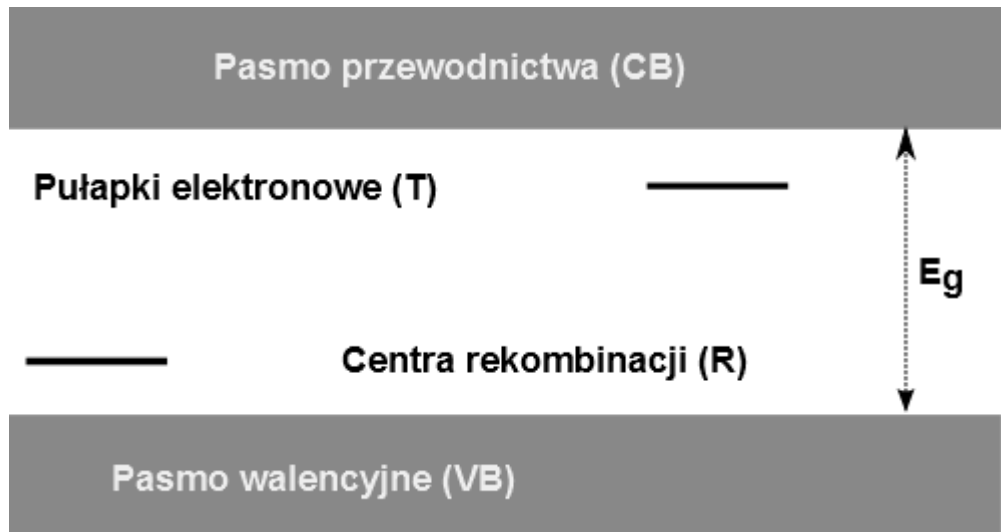 Pasmo przewodnictwa (CB)
Pułapki elektronowe (T)
Eg
Centra rekombinacji (R)
Pasmo walencyjne (VB)